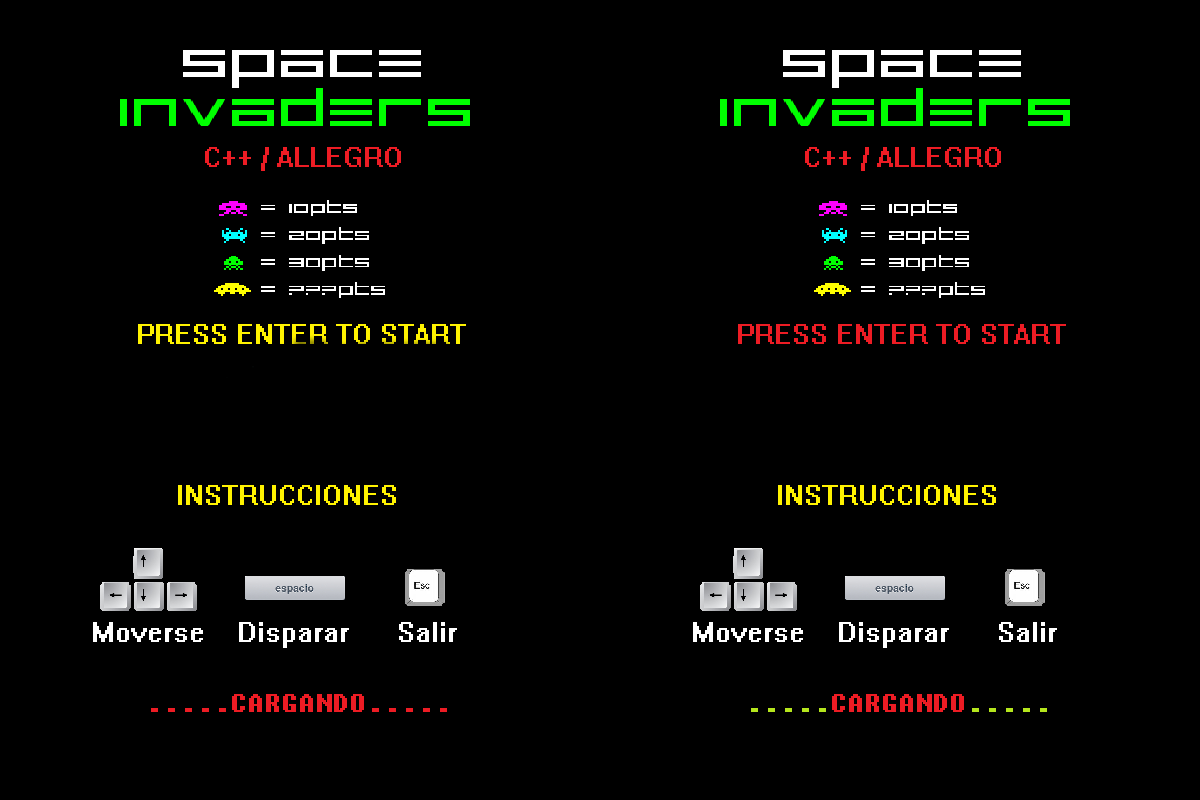 space
invaders
C++ / ALLEGRO
= 10pts
= 20pts
= 30pts
= ???pts
PRESS ENTER TO START
space
invaders
C++ / ALLEGRO
= 10pts
= 20pts
= 30pts
= ???pts
PRESS ENTER TO START
INSTRUCCIONES
↑
← ↓ → espacio Esc
Moverse Disparar Salir
.....CARGANDO.....
INSTRUCCIONES
↑
← ↓ → espacio Esc
Moverse Disparar Salir
.....CARGANDO.....